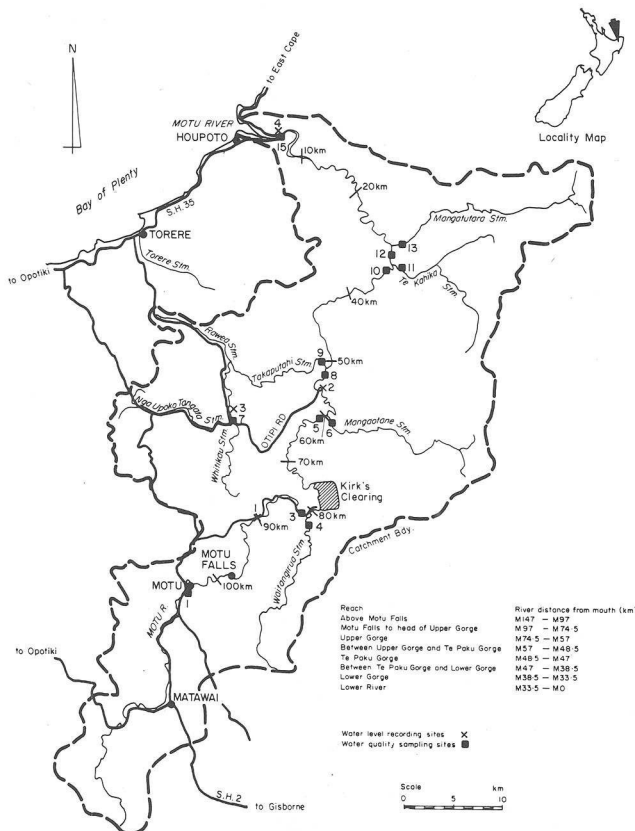 N
to East Cape
Locality Map
MOTU RIVER
HOUPOTO
4
15
10km
20km
Bay of Plenty
S.H.35
Mangatutara Stm.
TORERE
13
12
Torere Stm.
to Opotiki
10
11
Te Kahika Stm.
40km
Pawea Stm.
9
50km
Takaputahi Stm.
8
2
Nga Upoko Tangata Stm.
3
7
OTIPI RD
5
6
Mangaotane Stm.
60km
Whitikau Stm.
70km
Kirk's
Clearing
1
3
80km
90km
4
MOTU
FALLS
Waitangirua Stm.
Catchment Bdy.
MOTU
100km
1
MOTU R.
Reach River distance from mouth (km)
Above Motu Falls M147 – M97
Motu Falls to head of Upper Gorge M97 – M74·5
Upper Gorge M74·5 – M57
Between Upper Gorge and Te Paku Gorge M57 – M48·5
Te Paku Gorge M48·5 – M47
Between Te Paku Gorge and Lower Gorge M47 – M38·5
Lower Gorge M38·5 – M33·5
Lower River M33·5 – M0
to Opotiki
MATAWAI
Water level recording sites ×
Water quality sampling sites ■
S.H.2
to Gisborne
Scale km
0 5 10